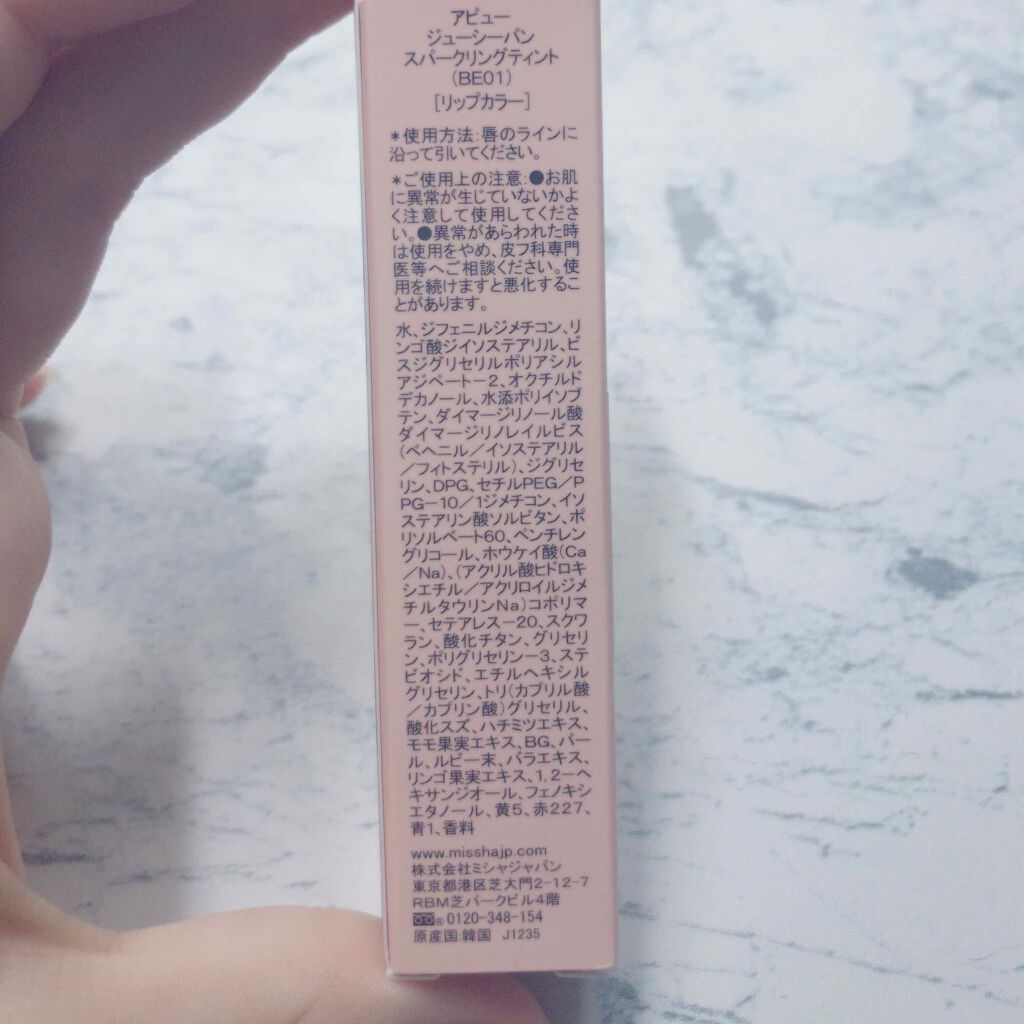 アピュー
ジューシーパン
スパークリングティント
(BE01)
[リップカラー]
*使用方法:唇のラインに
沿って引いてください。
*ご使用上の注意:●お肌
に異常が生じていないかよ
く注意して使用してくださ
い。●異常があらわれた時
は使用をやめ、皮フ科専門
医等へご相談ください。使
用を続けますと悪化するこ
とがあります。
水、ジフェニルジメチコン、リ
ンゴ酸ジイソステアリル、ビ
スジグリセリルポリアシル
アジペート-2、オクチルド
デカノール、水添ポリイソブ
テン、ダイマージリノール酸
ダイマージリノレイルビス
(ベヘニル/イソステアリル
/フィトステリル)、ジグリセ
リン、DPG、セチルPEG/P
PG-10/1ジメチコン、イソ
ステアリン酸ソルビタン、ポ
リソルベート60、ペンチレン
グリコール、ホウケイ酸(Ca
/Na)、(アクリル酸ヒドロキ
シエチル/アクリロイルジメ
チルタウリンNa)コポリマ
ー、セテアレス-20、スクワ
ラン、酸化チタン、グリセリ
ン、ポリグリセリン-3、ステ
ビオシド、エチルヘキシル
グリセリン、トリ(カプリル酸
/カプリン酸)グリセリル、
酸化スズ、ハチミツエキス、
モモ果実エキス、BG、パー
ル、ルビー末、バラエキス、
リンゴ果実エキス、1,2-ヘ
キサンジオール、フェノキシ
エタノール、黄5、赤227、
青1、香料
www.misshajp.com
株式会社ミシャジャパン
東京都港区芝大門2-12-7
RBM芝パークビル4階
®0120-348-154
原産国:韓国 J1235